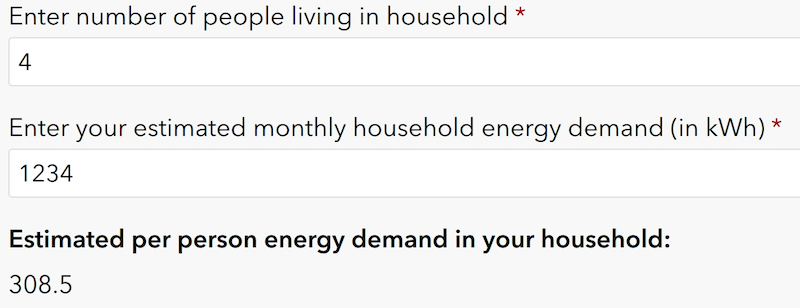 Enter number of people living in household *
4
Enter your estimated monthly household energy demand (in kWh) *
1234
Estimated per person energy demand in your household:
308.5